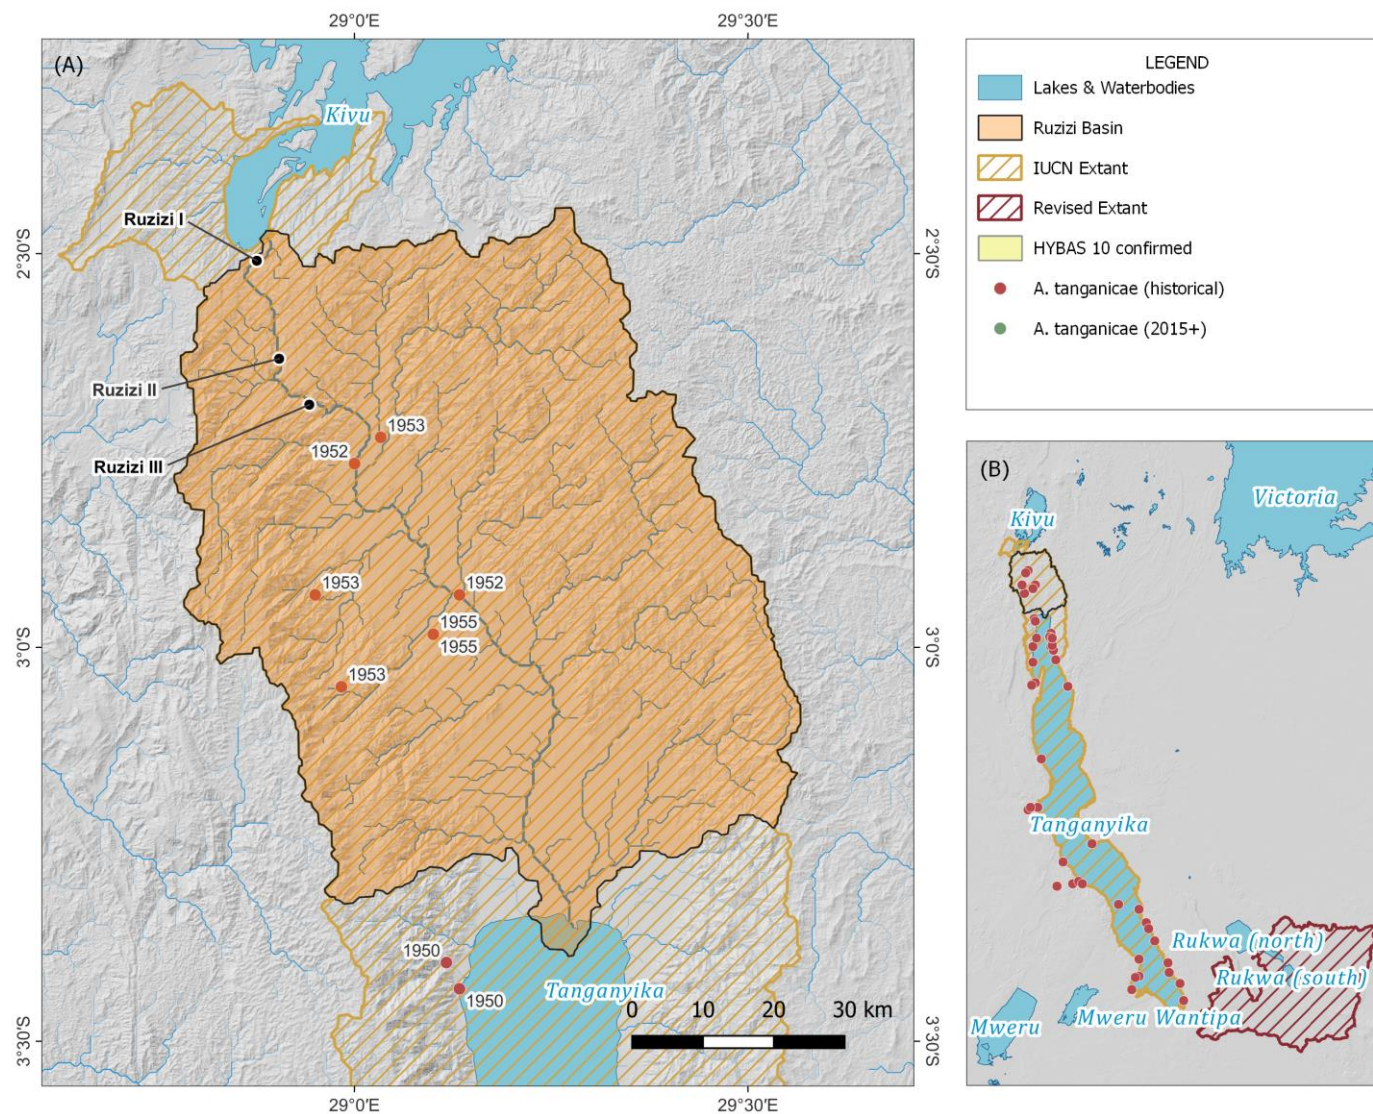 29°0'E
29°30'E
(A)
Kivu
Ruzizi I
2°30'S
2°30'S
Ruzizi II
1953
1952
Ruzizi III
1953
1952
1955
1955
3°0'S
3°0'S
1953
1950
1950
Tanganyika
0 10 20 30 km
3°30'S
3°30'S
29°0'E
29°30'E
LEGEND
Lakes & Waterbodies
Ruzizi Basin
IUCN Extant
Revised Extant
HYBAS 10 confirmed
A. tanganicae (historical)
A. tanganicae (2015+)
(B)
Victoria
Kivu
Tanganyika
Rukwa (north)
Rukwa (south)
Mweru Wantipa
Mweru